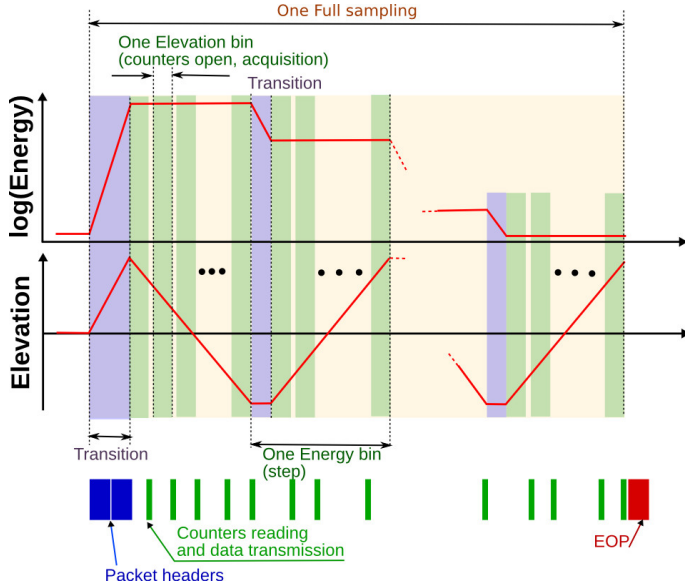 One Full sampling
One Elevation bin
(counters open, acquisition)
Transition
log(Energy)
Elevation
Transition
One Energy bin
(step)
Counters reading
and data transmission
EOP
Packet headers